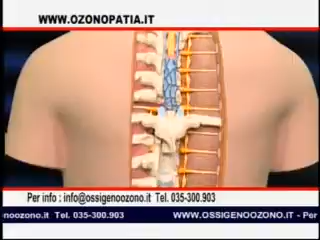 WWW.OZONOPATIA.IT
Per info : info@ossigenoozono.it Tel. 035-300.903
noozono.it Tel. 035-300.903 WWW.OSSIGENOOZONO.IT - Per